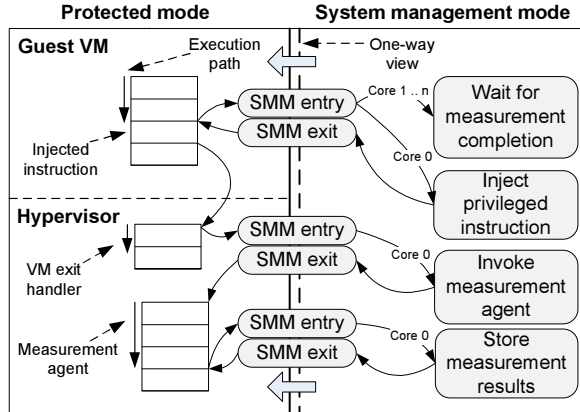 Protected mode
System management mode
Guest VM
Execution
path
One-way
view
SMM entry
SMM exit
Core 1 .. n
Wait for
measurement
completion
Core 0
Injected
instruction
Inject
privileged
instruction
Hypervisor
VM exit
handler
SMM entry
SMM exit
Core 0
Invoke
measurement
agent
Measurement
agent
SMM entry
SMM exit
Core 0
Store
measurement
results